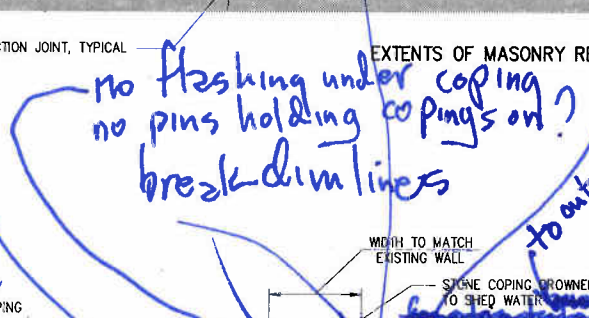 TION JOINT, TYPICAL
EXTENTS OF MASONRY RE
no flashing under coping
no pins holding copings on?
break dim lines
to out
WIDTH TO MATCH
EXISTING WALL
STONE COPING CROWNE
TO SHED WATER
PING